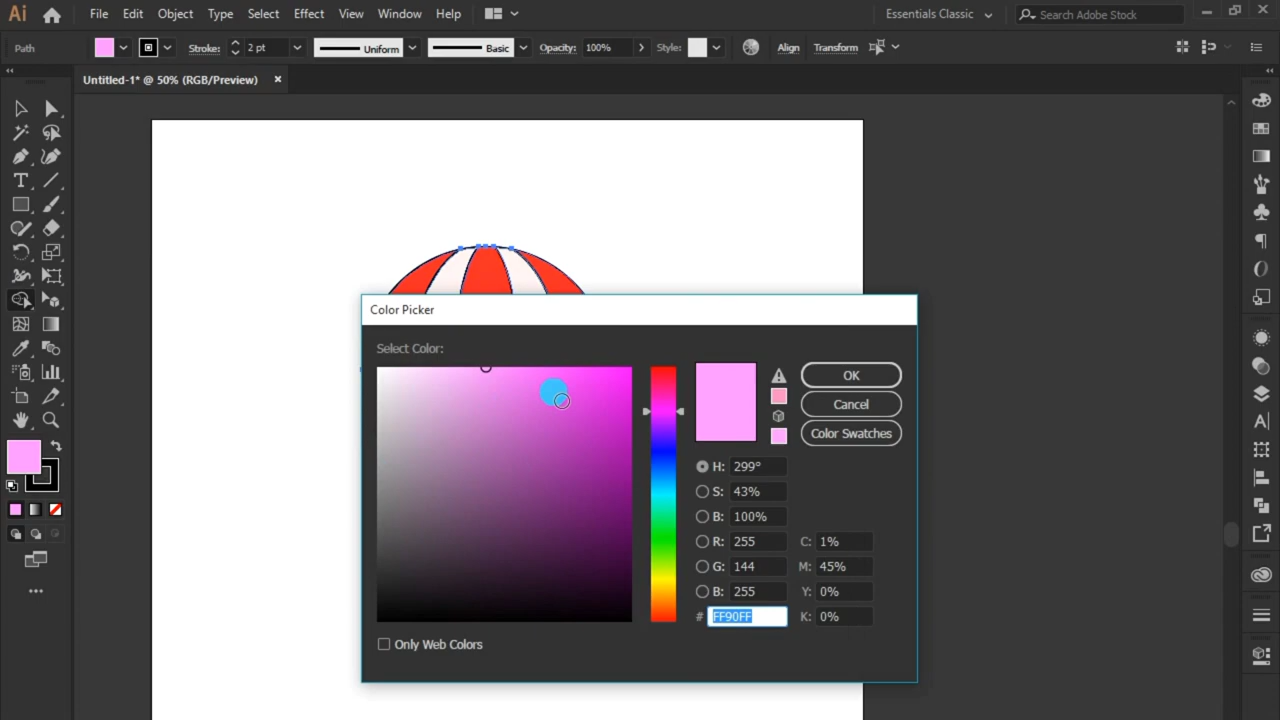 Ai File Edit Object Type Select Effect View Window Help Essentials Classic Search Adobe Stock
Path Stroke: 2 pt Uniform Basic Opacity: 100% Style: Align Transform
Untitled-1* @ 50% (RGB/Preview) ×
Color Picker
Select Color:
OK
Cancel
Color Swatches
H: 299°
S: 43%
B: 100%
R: 255 C: 1%
G: 144 M: 45%
B: 255 Y: 0%
# FF90FF K: 0%
Only Web Colors